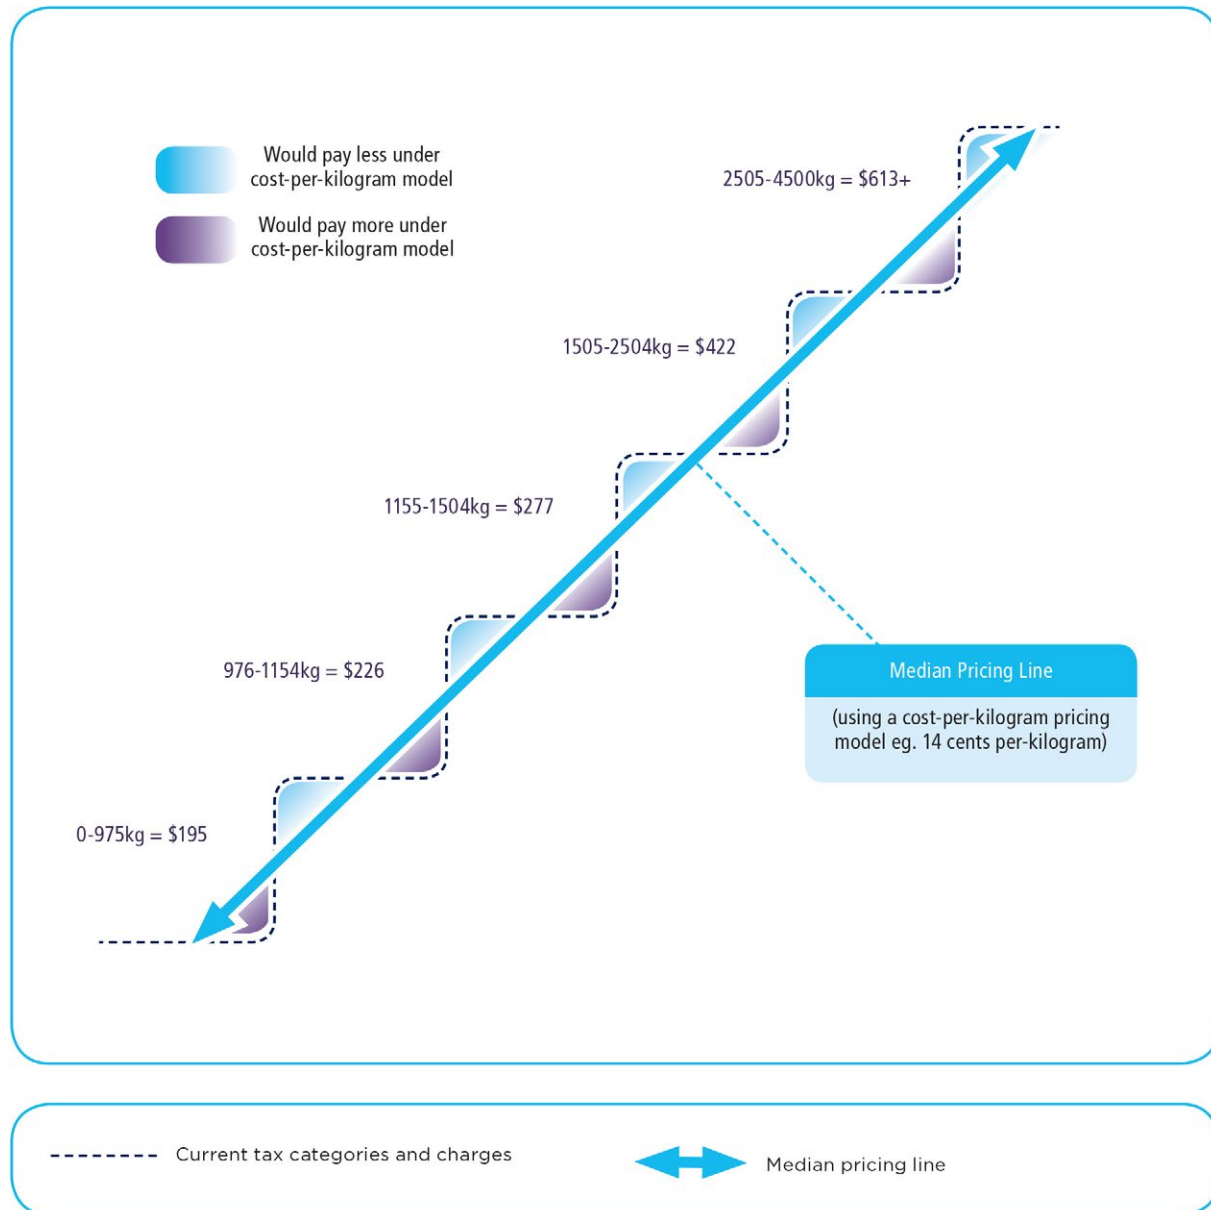 Would pay less under
cost-per-kilogram model
Would pay more under
cost-per-kilogram model
2505-4500kg = $613+
1505-2504kg = $422
1155-1504kg = $277
976-1154kg = $226
0-975kg = $195
Median Pricing Line
(using a cost-per-kilogram pricing
model eg. 14 cents per-kilogram)
Current tax categories and charges
Median pricing line